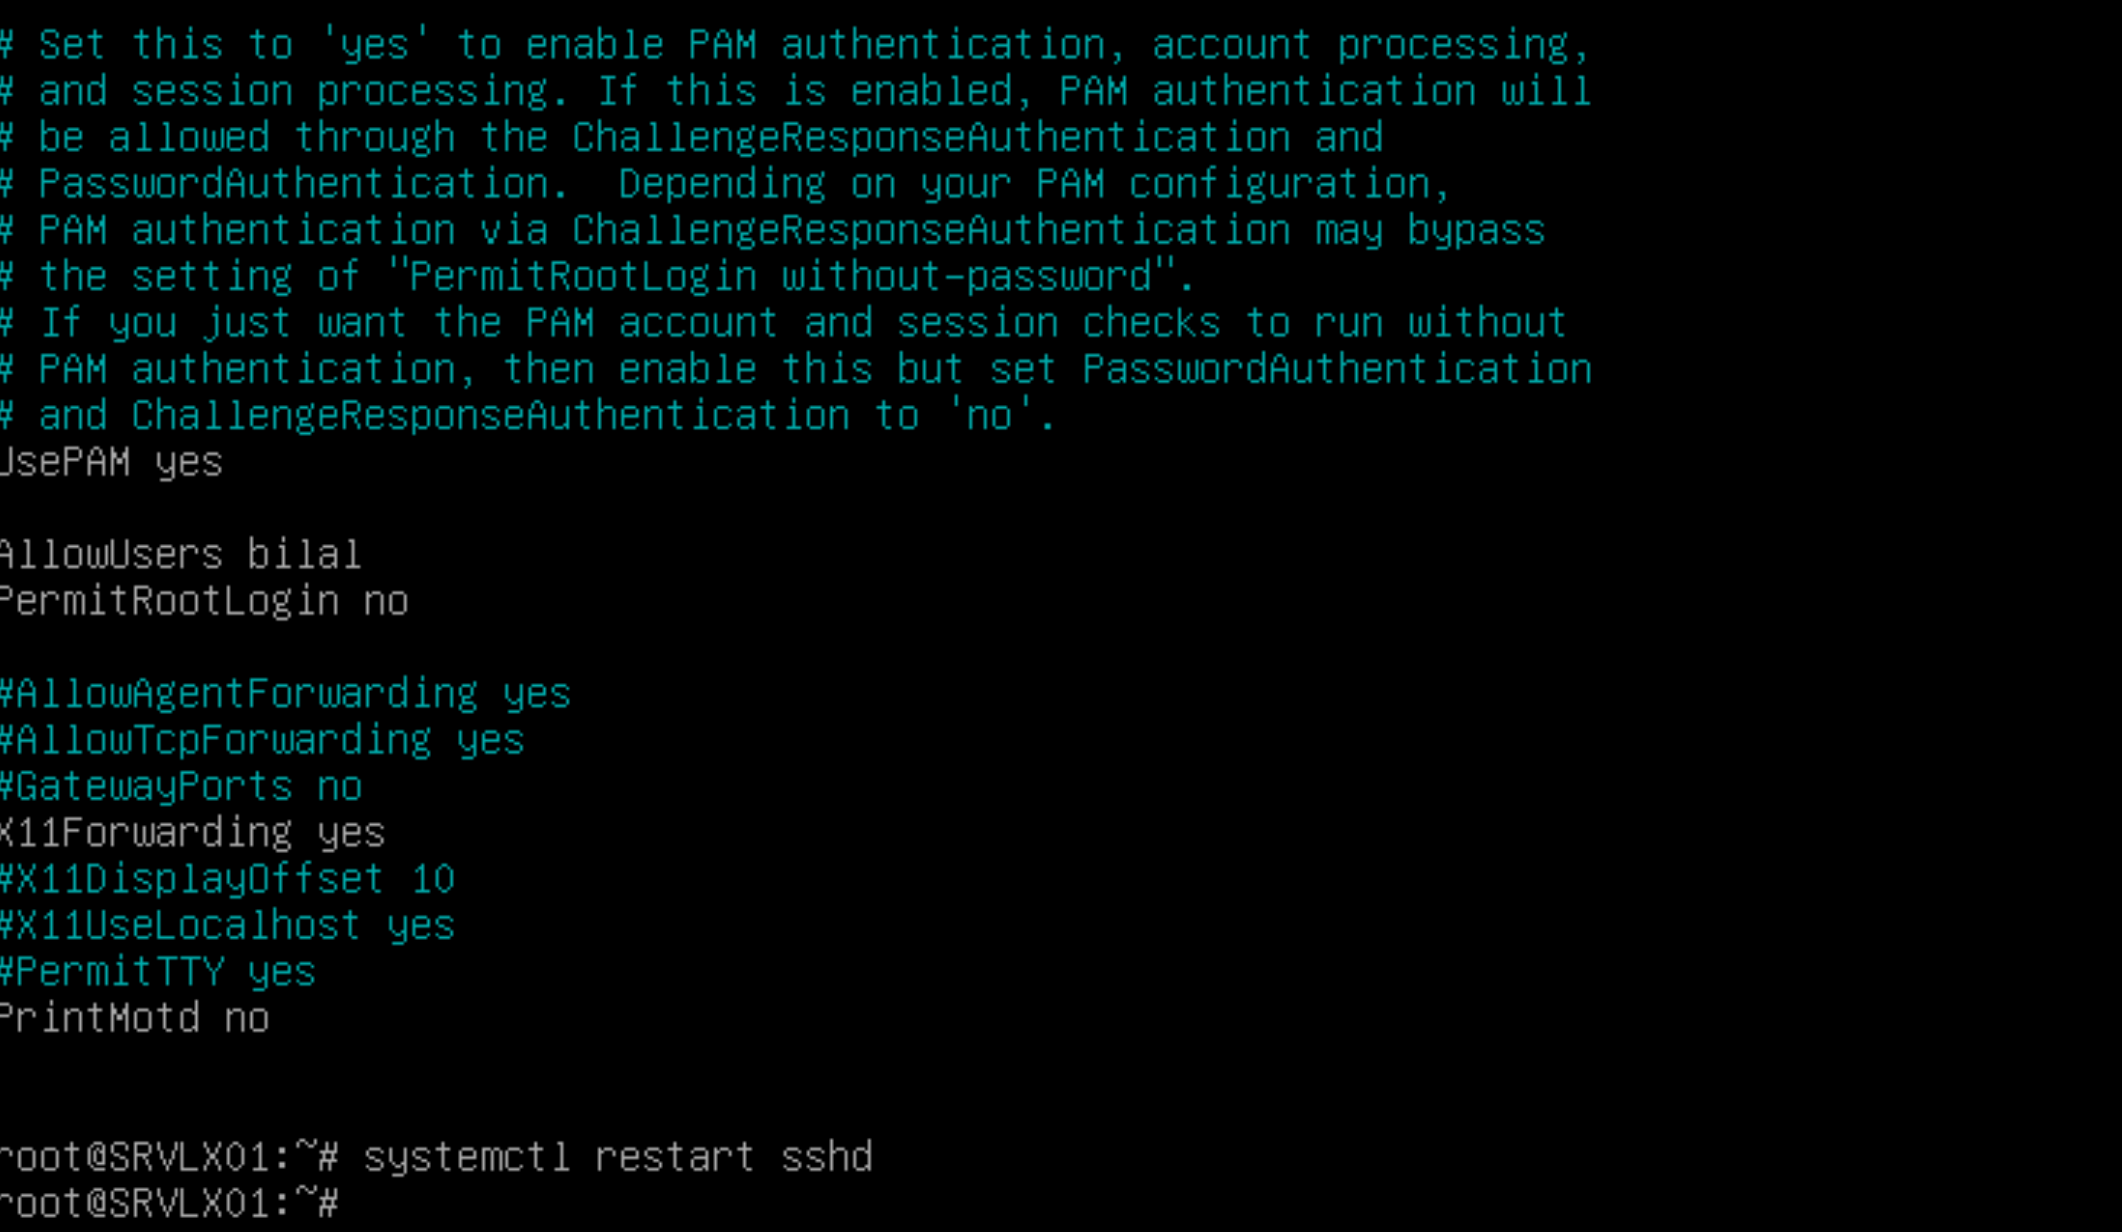 # Set this to 'yes' to enable PAM authentication, account processing,
# and session processing. If this is enabled, PAM authentication will
# be allowed through the ChallengeResponseAuthentication and
# PasswordAuthentication.  Depending on your PAM configuration,
# PAM authentication via ChallengeResponseAuthentication may bypass
# the setting of "PermitRootLogin without-password".
# If you just want the PAM account and session checks to run without
# PAM authentication, then enable this but set PasswordAuthentication
# and ChallengeResponseAuthentication to 'no'.
UsePAM yes
AllowUsers bilal
PermitRootLogin no
#AllowAgentForwarding yes
#AllowTcpForwarding yes
#GatewayPorts no
X11Forwarding yes
#X11DisplayOffset 10
#X11UseLocalhost yes
#PermitTTY yes
PrintMotd no
root@SRVLX01:~# systemctl restart sshd
root@SRVLX01:~#